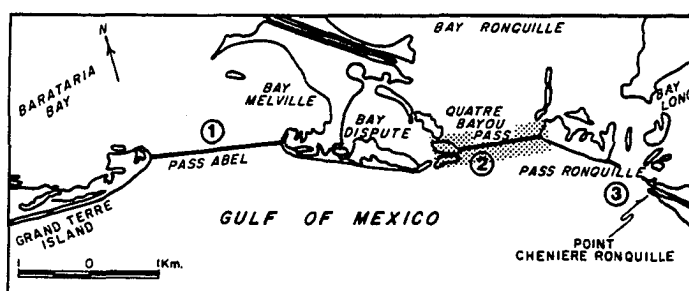 N
BARATARIA
BAY
BAY RONQUILLE
BAY
MELVILLE
BAY
DISPUTE
QUATRE
BAYOU
PASS
BAY
LONG
1
PASS ABEL
2
PASS RONQUILLE
3
GRAND TERRE
ISLAND
GULF OF MEXICO
POINT
CHENIERE RONQUILLE
1 0 1Km.